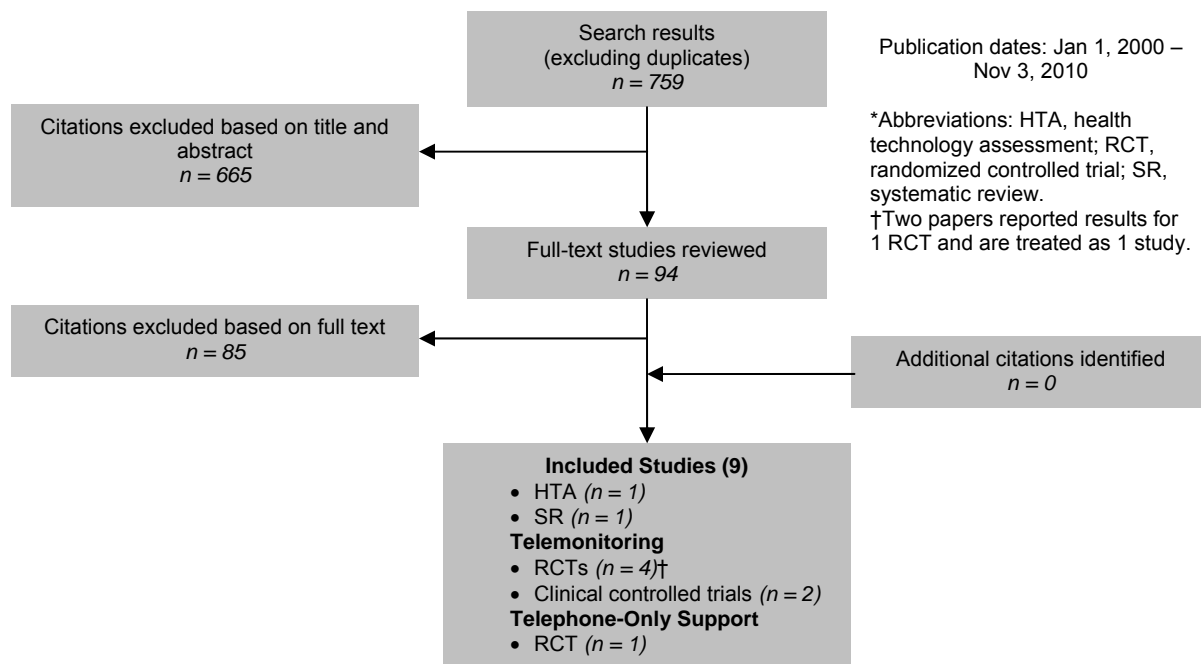 Search results
(excluding duplicates)
n = 759
Publication dates: Jan 1, 2000 –
Nov 3, 2010
*Abbreviations: HTA, health
technology assessment; RCT,
randomized controlled trial; SR,
systematic review.
†Two papers reported results for
1 RCT and are treated as 1 study.
Citations excluded based on title and
abstract
n = 665
Full-text studies reviewed
n = 94
Citations excluded based on full text
n = 85
Additional citations identified
n = 0
Included Studies (9)
• HTA (n = 1)
• SR (n = 1)
Telemonitoring
• RCTs (n = 4)†
• Clinical controlled trials (n = 2)
Telephone-Only Support
• RCT (n = 1)